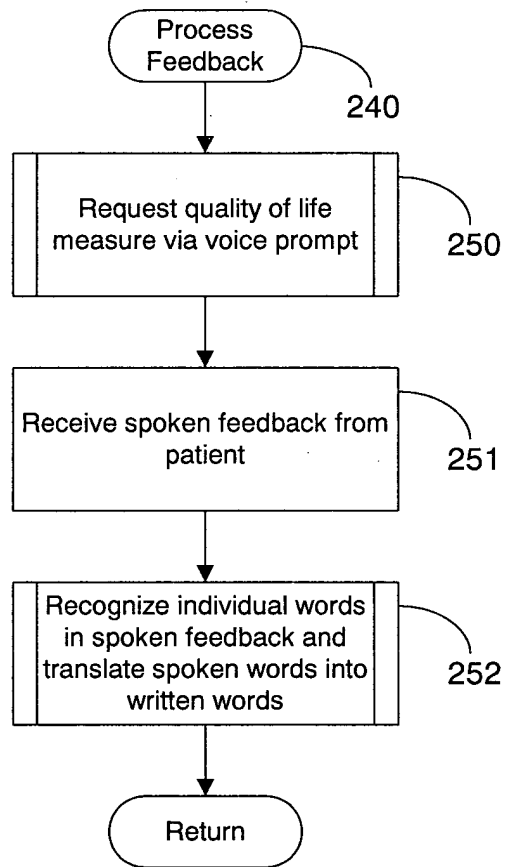 Process
Feedback
240
Request quality of life
measure via voice prompt
250
Receive spoken feedback from
patient
251
Recognize individual words
in spoken feedback and
translate spoken words into
written words
252
Return